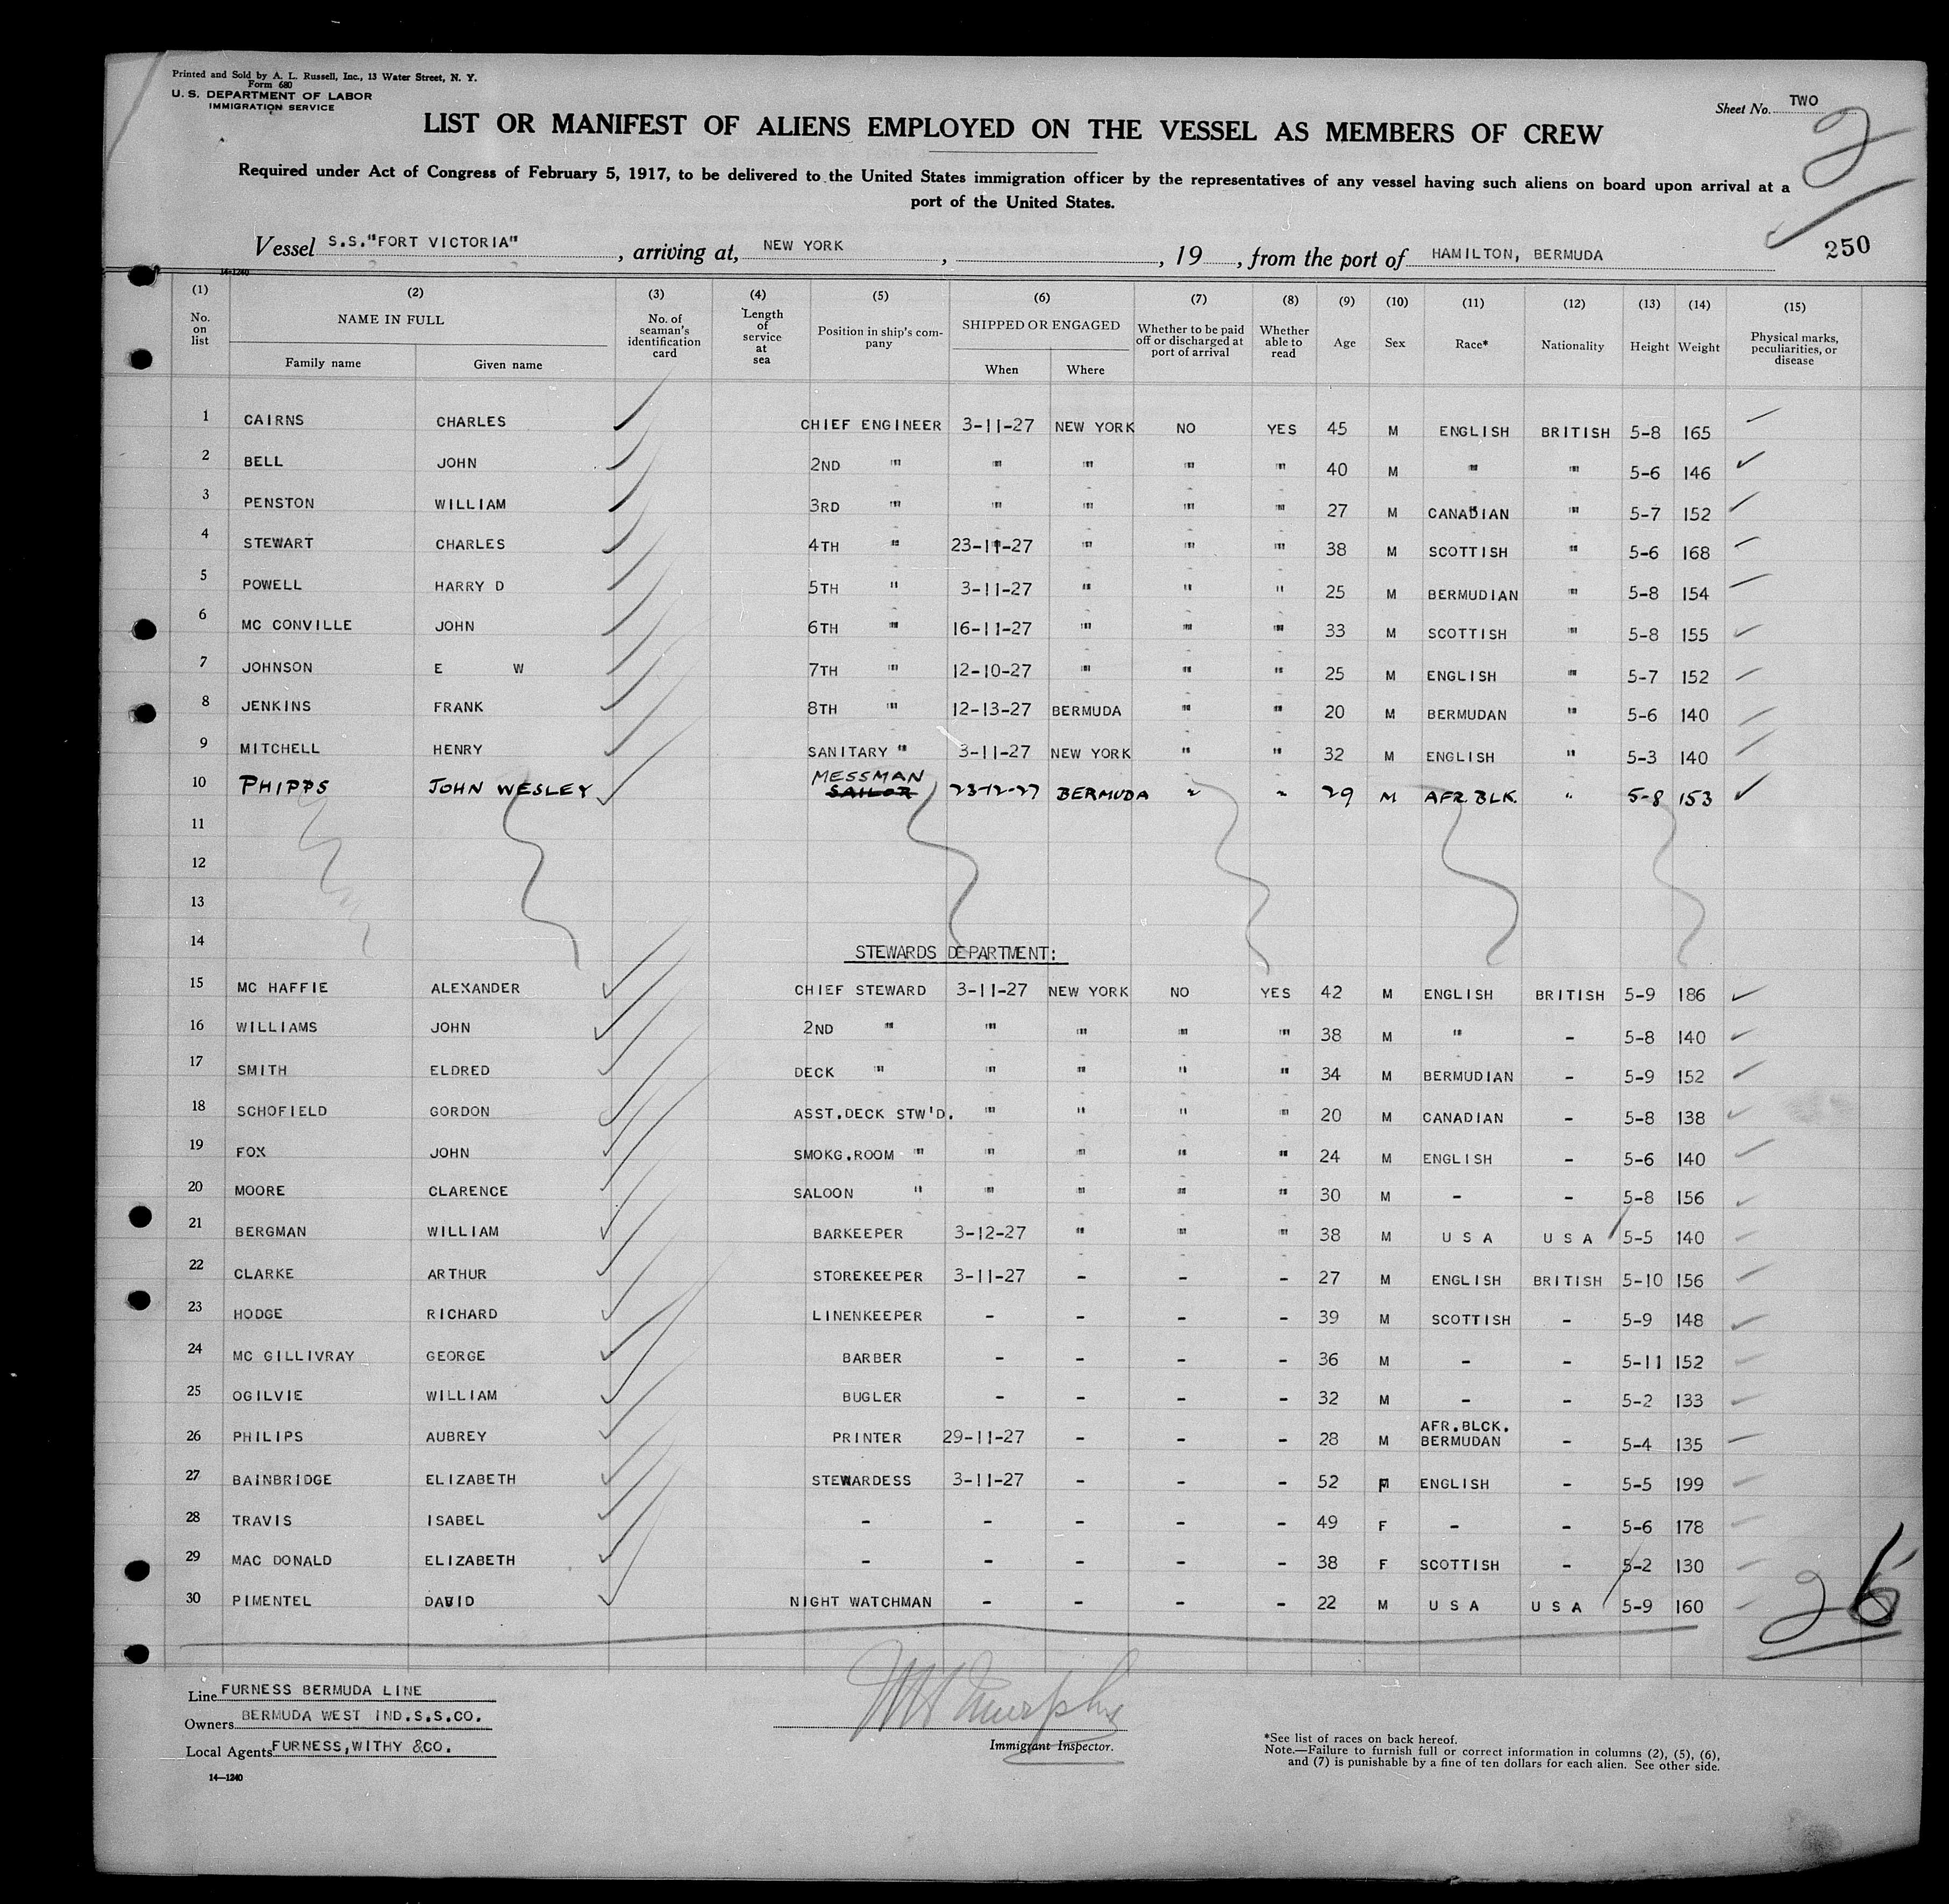 Printed and Sold by A. L. Russell, Inc., 13 Water Street, N. Y.
Form 680
U. S. DEPARTMENT OF LABOR
IMMIGRATION SERVICE
Sheet No. TWO
2
LIST OR MANIFEST OF ALIENS EMPLOYED ON THE VESSEL AS MEMBERS OF CREW
Required under Act of Congress of February 5, 1917, to be delivered to the United States immigration officer by the representatives of any vessel having such aliens on board upon arrival at a
port of the United States.
Vessel S.S."FORT VICTORIA" , arriving at, NEW YORK , , 19 , from the port of HAMILTON, BERMUDA
250
14-1240
(1) (2) (3) (4) (5) (6) (7) (8) (9) (10) (11) (12) (13) (14) (15)
No. on list NAME IN FULL Family name Given name No. of seaman's identification card Length of service at sea Position in ship's company SHIPPED OR ENGAGED When Where Whether to be paid off or discharged at port of arrival Whether able to read Age Sex Race* Nationality Height Weight Physical marks, peculiarities, or disease
1 CAIRNS CHARLES CHIEF ENGINEER 3-11-27 NEW YORK NO YES 45 M ENGLISH BRITISH 5-8 165
2 BELL JOHN 2ND " " " " " 40 M " " 5-6 146
3 PENSTON WILLIAM 3RD " " " " " 27 M CANADIAN " 5-7 152
4 STEWART CHARLES 4TH " 23-11-27 " " " 38 M SCOTTISH " 5-6 168
5 POWELL HARRY D 5TH " 3-11-27 " " " 25 M BERMUDIAN " 5-8 154
6 MC CONVILLE JOHN 6TH " 16-11-27 " " " 33 M SCOTTISH " 5-8 155
7 JOHNSON E W 7TH " 12-10-27 " " " 25 M ENGLISH " 5-7 152
8 JENKINS FRANK 8TH " 12-13-27 BERMUDA " " 20 M BERMUDAN " 5-6 140
9 MITCHELL HENRY SANITARY " 3-11-27 NEW YORK " " 32 M ENGLISH " 5-3 140
10 PHIPPS JOHN WESLEY MESSMAN SAILOR 23-12-27 BERMUDA " " 29 M AFR. BLK. " 5-8 153
11
12
13
14 STEWARDS DEPARTMENT:
15 MC HAFFIE ALEXANDER CHIEF STEWARD 3-11-27 NEW YORK NO YES 42 M ENGLISH BRITISH 5-9 186
16 WILLIAMS JOHN 2ND " " " " " 38 M " - 5-8 140
17 SMITH ELDRED DECK " " " " " 34 M BERMUDIAN - 5-9 152
18 SCHOFIELD GORDON ASST.DECK STW'D. " " " " 20 M CANADIAN - 5-8 138
19 FOX JOHN SMOKG.ROOM " " " " " 24 M ENGLISH - 5-6 140
20 MOORE CLARENCE SALOON " " " " " 30 M - - 5-8 156
21 BERGMAN WILLIAM BARKEEPER 3-12-27 " " " 38 M U S A U S A 5-5 140
22 CLARKE ARTHUR STOREKEEPER 3-11-27 - - - 27 M ENGLISH BRITISH 5-10 156
23 HODGE RICHARD LINENKEEPER - - - - 39 M SCOTTISH - 5-9 148
24 MC GILLIVRAY GEORGE BARBER - - - - 36 M - - 5-11 152
25 OGILVIE WILLIAM BUGLER - - - - 32 M - - 5-2 133
26 PHILIPS AUBREY PRINTER 29-11-27 - - - 28 M AFR.BLCK. BERMUDAN - 5-4 135
27 BAINBRIDGE ELIZABETH STEWARDESS 3-11-27 - - - 52 F ENGLISH - 5-5 199
28 TRAVIS ISABEL - - - - - 49 F - - 5-6 178
29 MAC DONALD ELIZABETH - - - - - 38 F SCOTTISH - 5-2 130
30 PIMENTEL DAVID NIGHT WATCHMAN - - - - 22 M U S A U S A 5-9 160
26
Line FURNESS BERMUDA LINE
Owners BERMUDA WEST IND.S.S.CO.
Local Agents FURNESS,WITHY &CO.
14—1240
Immigrant Inspector.
*See list of races on back hereof.
Note.—Failure to furnish full or correct information in columns (2), (5), (6),
and (7) is punishable by a fine of ten dollars for each alien. See other side.